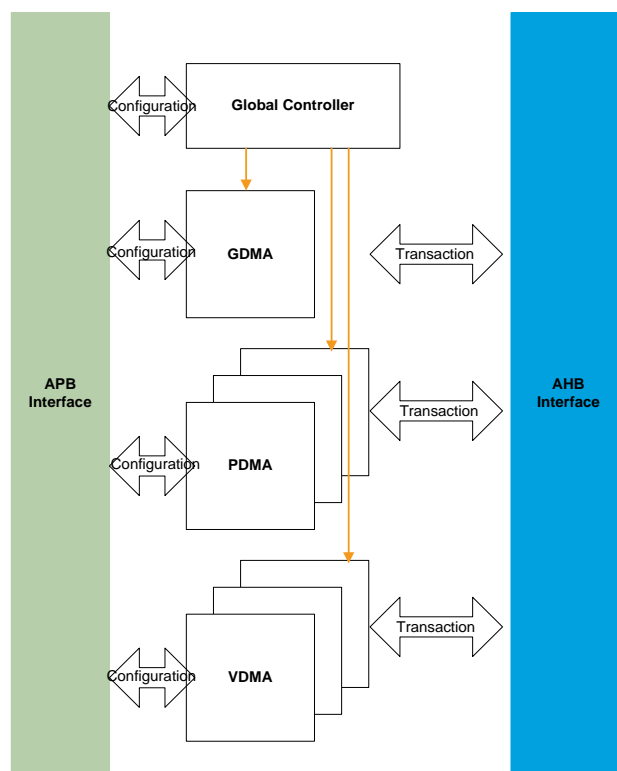 Configuration
Global Controller
Configuration
GDMA
Transaction
APB
Interface
Transaction
AHB
Interface
Configuration
PDMA
Transaction
Configuration
VDMA